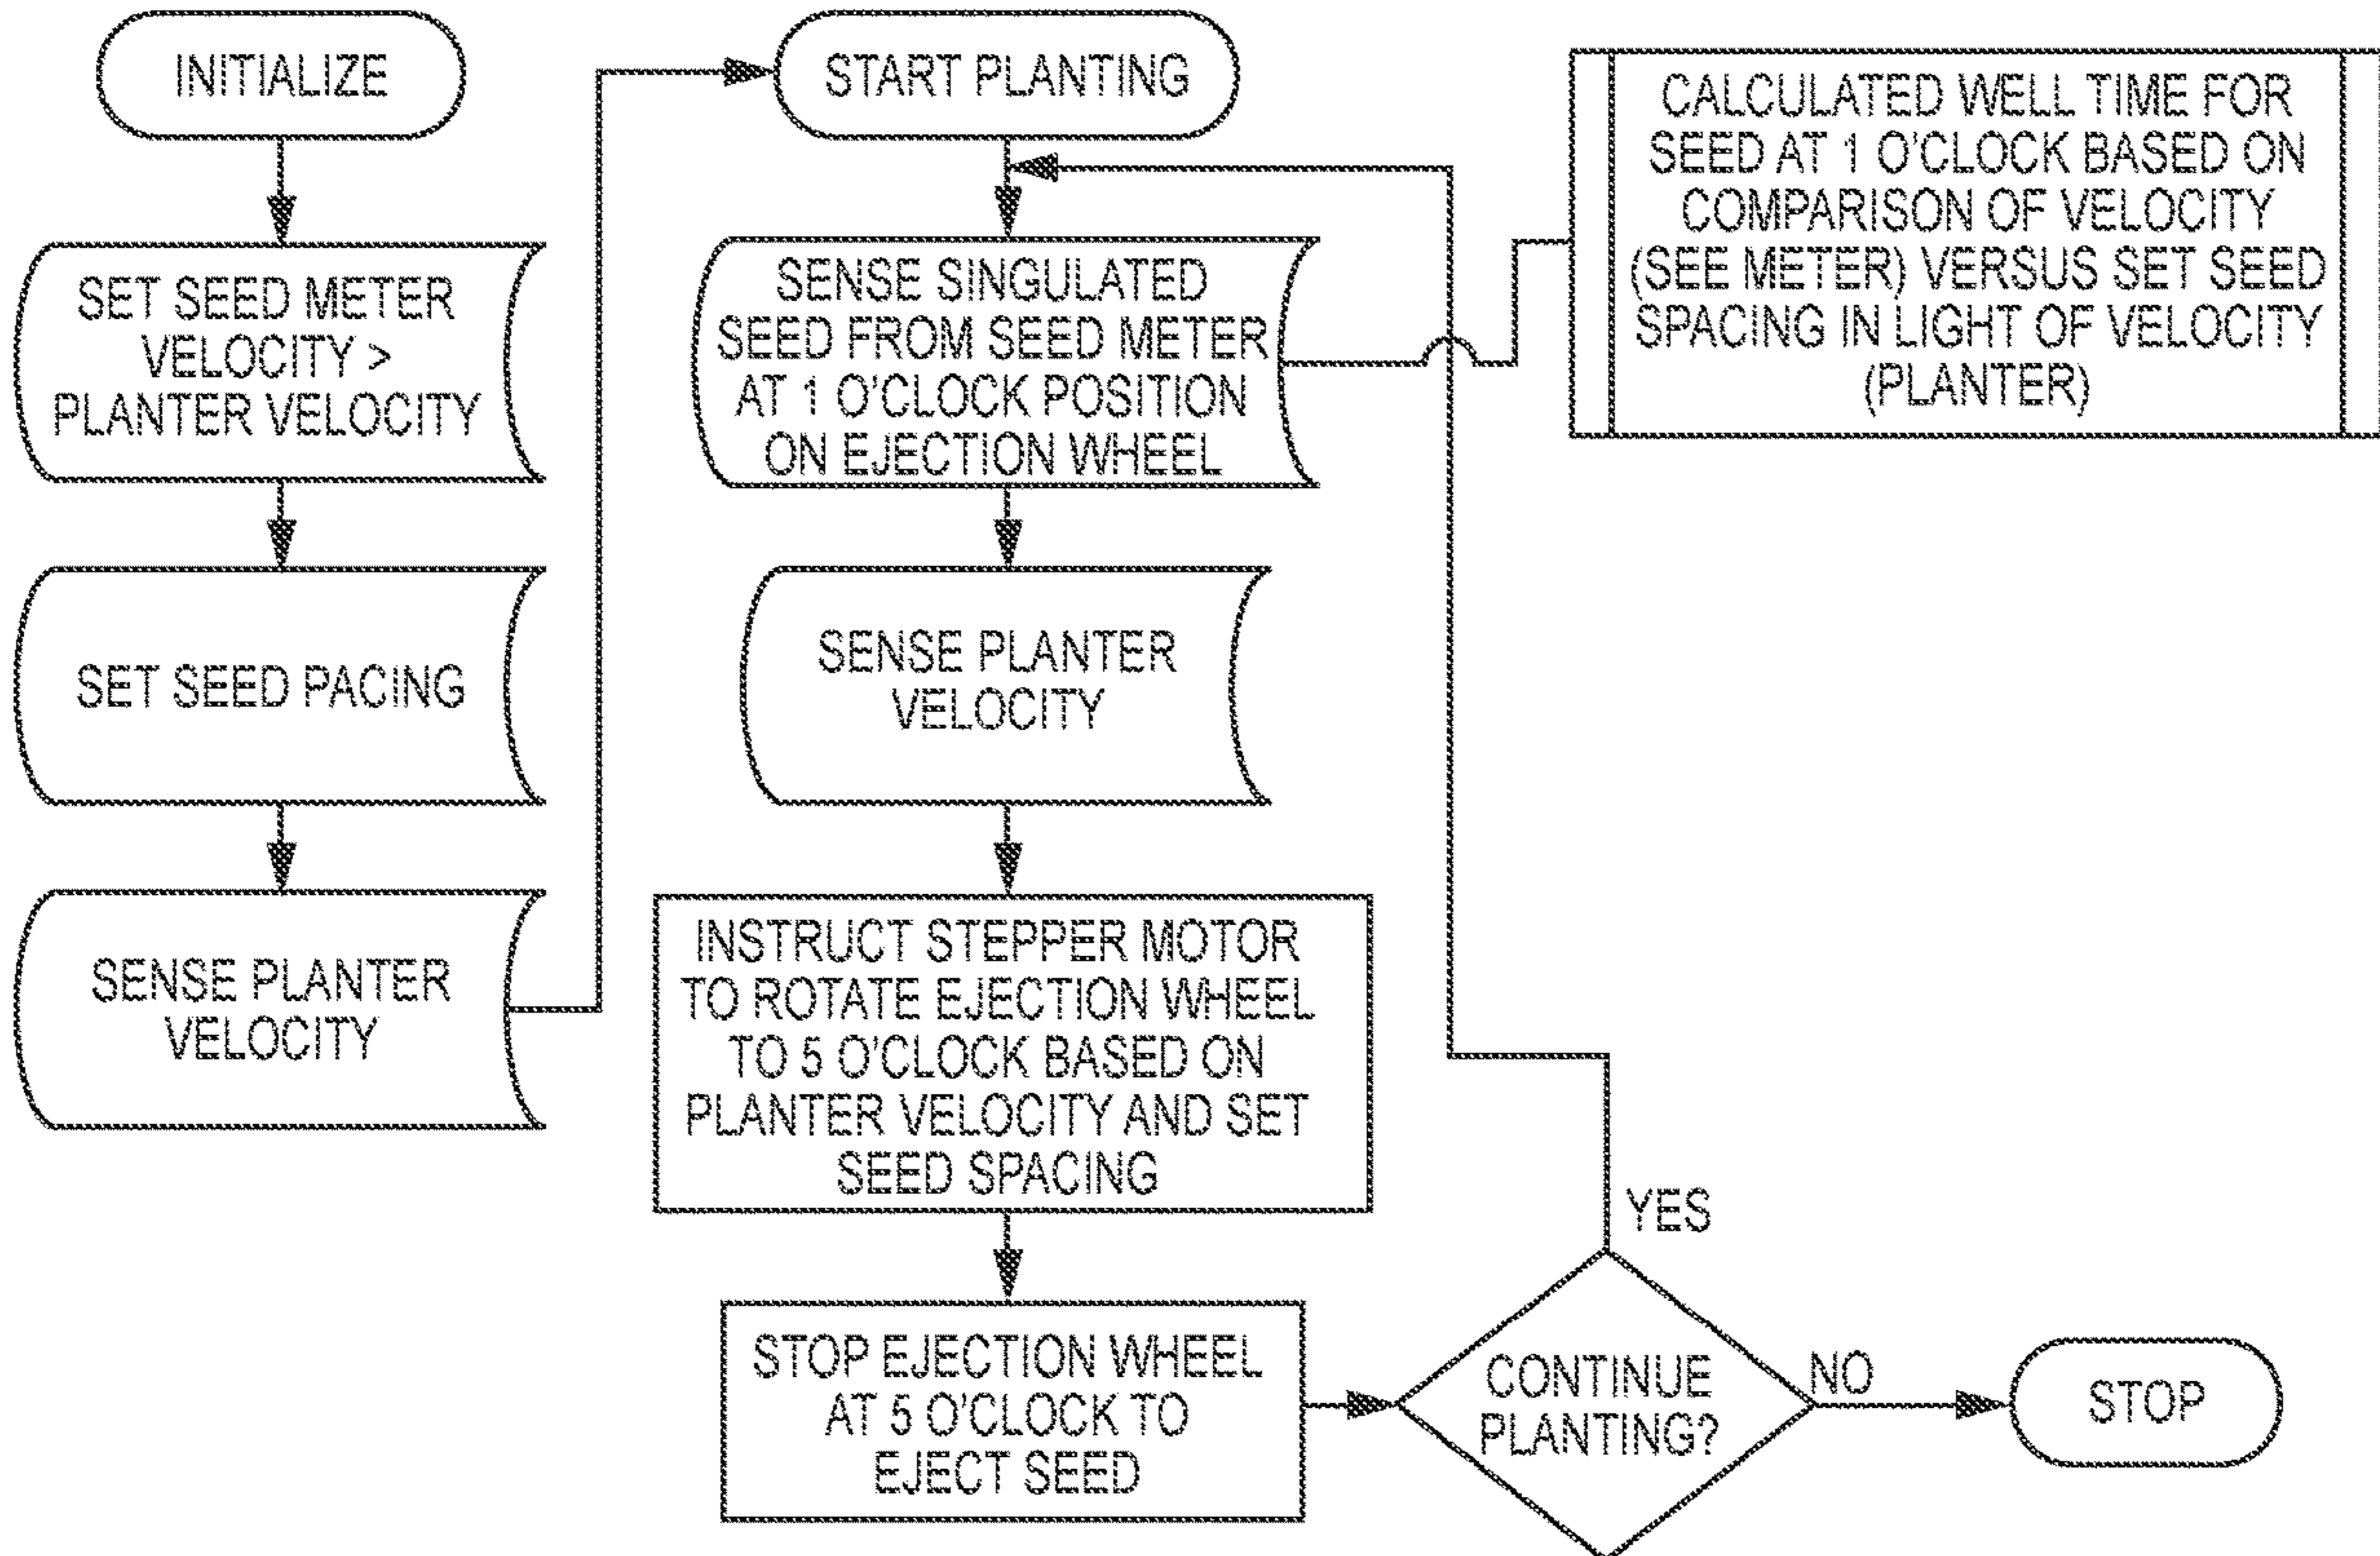 INITIALIZE
SET SEED METER
VELOCITY >
PLANTER VELOCITY
SET SEED PACING
SENSE PLANTER
VELOCITY
START PLANTING
SENSE SINGULATED
SEED FROM SEED METER
AT 1 O'CLOCK POSITION
ON EJECTION WHEEL
SENSE PLANTER
VELOCITY
INSTRUCT STEPPER MOTOR
TO ROTATE EJECTION WHEEL
TO 5 O'CLOCK BASED ON
PLANTER VELOCITY AND SET
SEED SPACING
STOP EJECTION WHEEL
AT 5 O'CLOCK TO
EJECT SEED
CALCULATED WELL TIME FOR
SEED AT 1 O'CLOCK BASED ON
COMPARISON OF VELOCITY
(SEE METER) VERSUS SET SEED
SPACING IN LIGHT OF VELOCITY
(PLANTER)
YES
CONTINUE
PLANTING?
NO
STOP